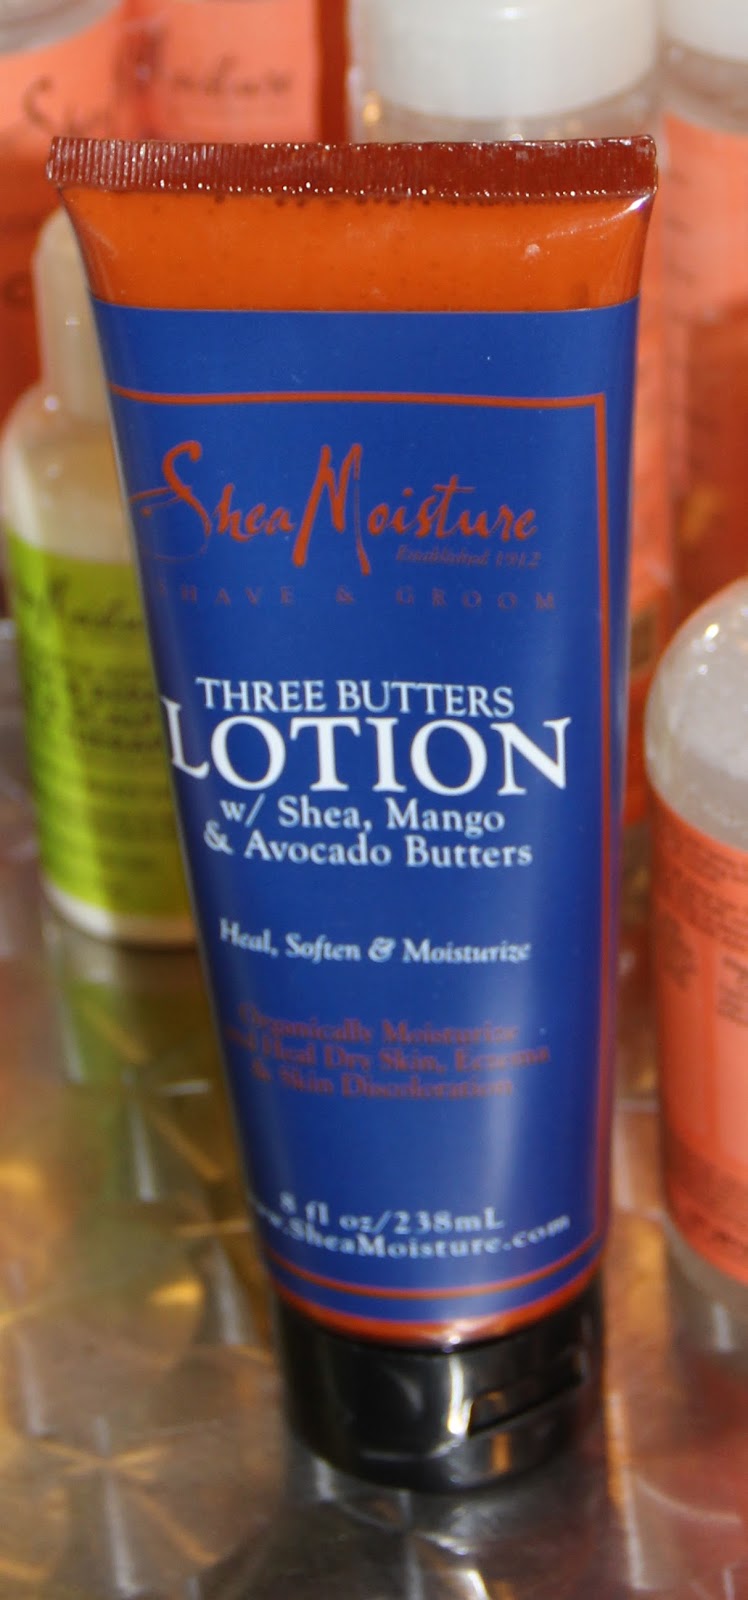 SheaMoisture
Established 1912
SHAVE & GROOM
THREE BUTTERS
LOTION
w/ Shea, Mango
& Avocado Butters
Heal, Soften & Moisturize
Organically Moisturize
and Heal Dry Skin, Eczema
& Skin Discoloration
8 fl oz/238mL
www.SheaMoisture.com
Moisture